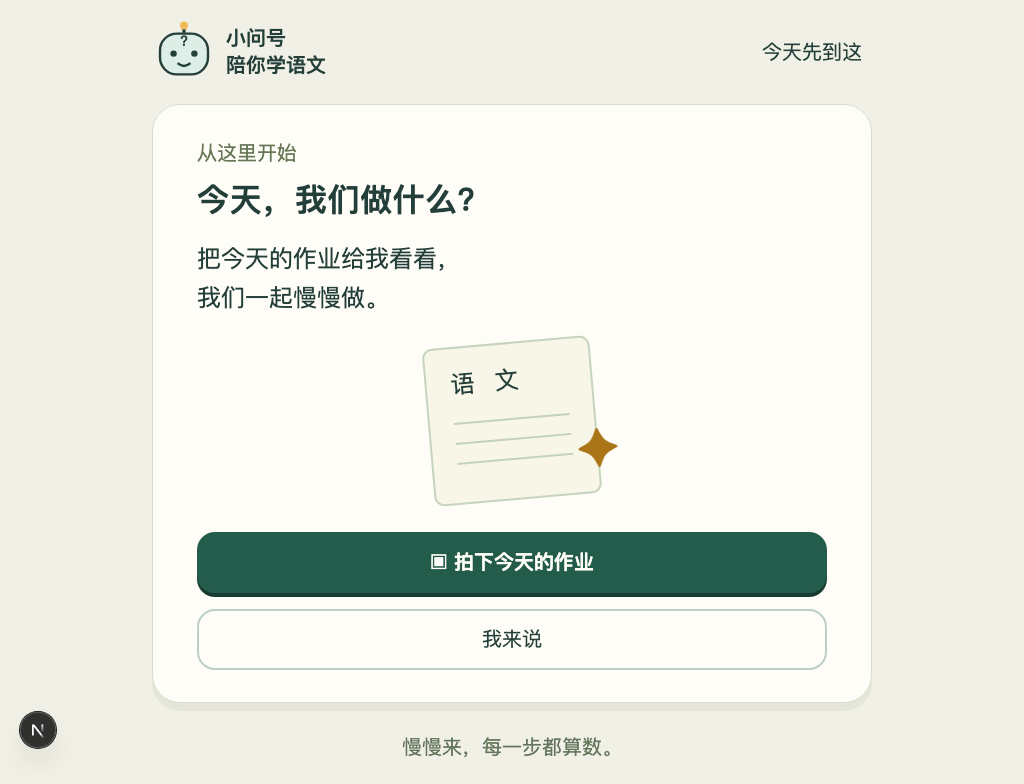 ?
小问号
陪你学语文
今天先到这
从这里开始
今天，我们做什么?
把今天的作业给我看看，
我们一起慢慢做。
语 文
▣ 拍下今天的作业
我来说
N
慢慢来，每一步都算数。